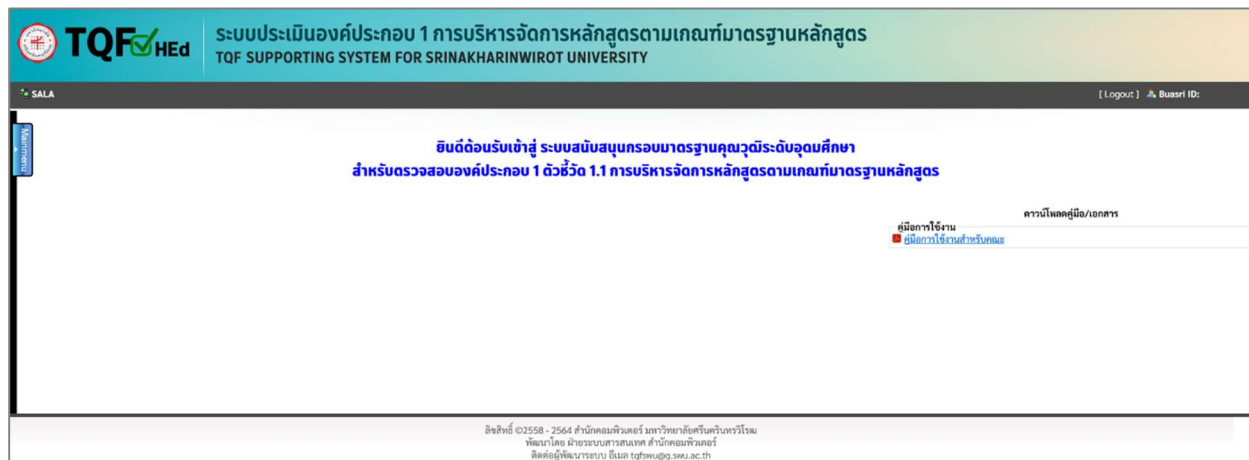 TQF HEd
ระบบประเมินองค์ประกอบ 1 การบริหารจัดการหลักสูตรตามเกณฑ์มาตรฐานหลักสูตร
TQF SUPPORTING SYSTEM FOR SRINAKHARINWIROT UNIVERSITY
SALA
[ Logout ] Buasri ID:
Mainmenu
ยินดีต้อนรับเข้าสู่ ระบบสนับสนุนกรอบมาตรฐานคุณวุฒิระดับอุดมศึกษา
สำหรับตรวจสอบองค์ประกอบ 1 ตัวชี้วัด 1.1 การบริหารจัดการหลักสูตรตามเกณฑ์มาตรฐานหลักสูตร
ดาวน์โหลดคู่มือ/เอกสาร
คู่มือการใช้งาน
คู่มือการใช้งานสำหรับคณะ
ลิขสิทธิ์ ©2558 - 2564 สำนักคอมพิวเตอร์ มหาวิทยาลัยศรีนครินทรวิโรฒ
พัฒนาโดย ฝ่ายระบบสารสนเทศ สำนักคอมพิวเตอร์
ติดต่อผู้พัฒนาระบบ อีเมล tqfswu@g.swu.ac.th